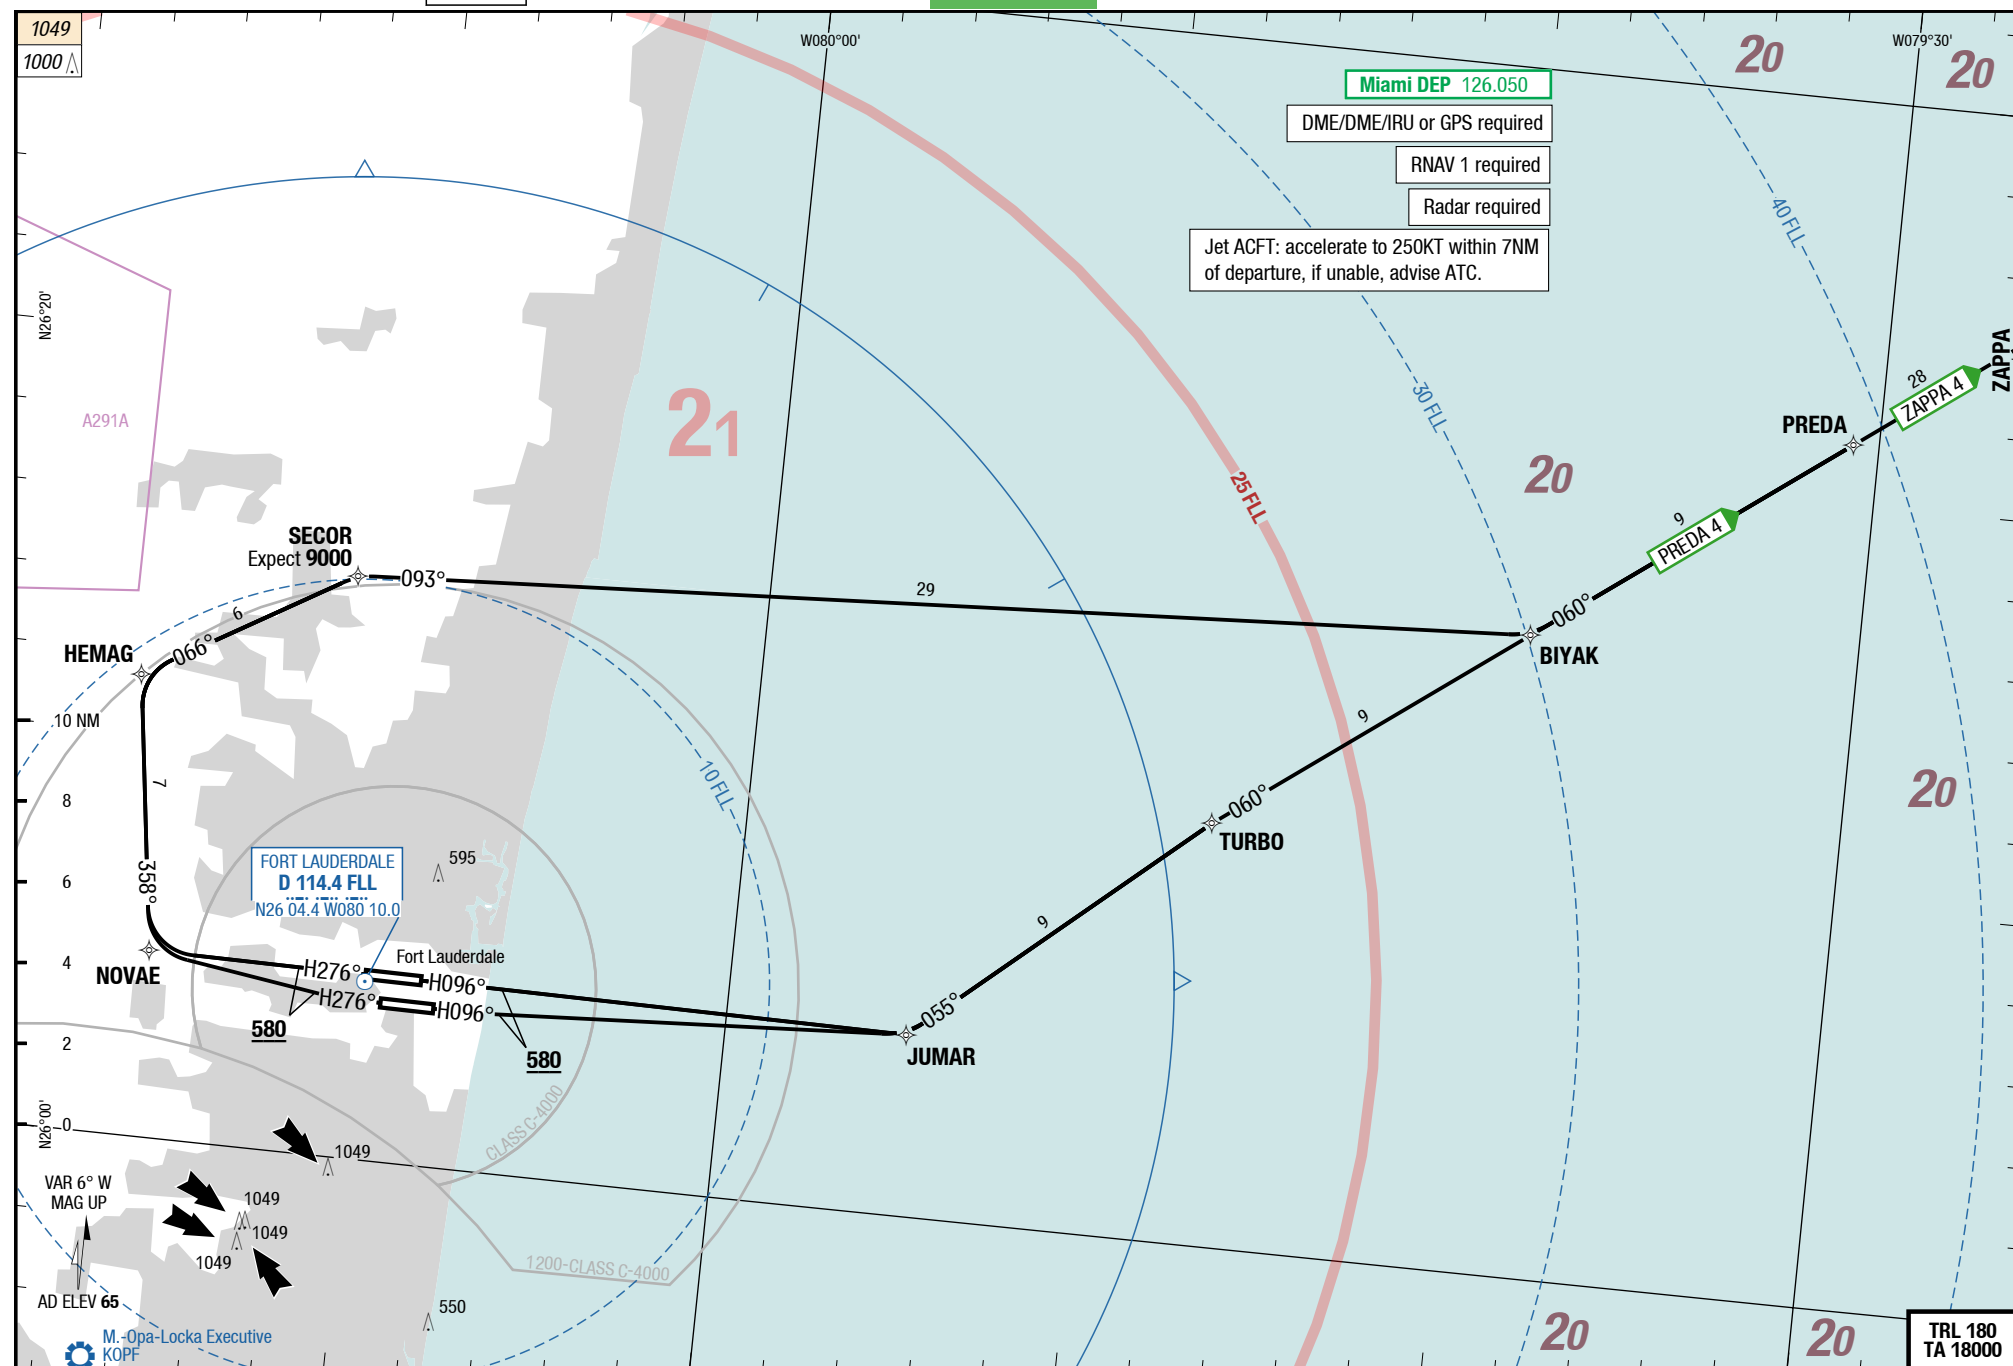 1049
1000
W080°00'
W079°30'
20
20
Miami DEP 126.050
DME/DME/IRU or GPS required
RNAV 1 required
Radar required
Jet ACFT: accelerate to 250KT within 7NM
of departure, if unable, advise ATC.
40 FLL
N26°20'
A291A
21
30 FLL
ZAPPA
28
ZAPPA 4
PREDA
25 FLL
20
9
PREDA 4
SECOR
Expect 9000
093°
29
060°
BIYAK
6
066°
HEMAG
10 NM
9
7
10 FLL
8
060°
TURBO
20
595
358°
6
FORT LAUDERDALE
D 114.4 FLL
N26 04.4 W080 10.0
9
4
NOVAE
Fort Lauderdale
H276°
H096°
H276°
H096°
055°
580
580
JUMAR
2
CLASS C-4000
N26°00'
0
1049
VAR 6° W
MAG UP
1049
1049
1049
1200-CLASS C-4000
AD ELEV 65
550
M.-Opa-Locka Executive
KOPF
20
20
TRL 180
TA 18000